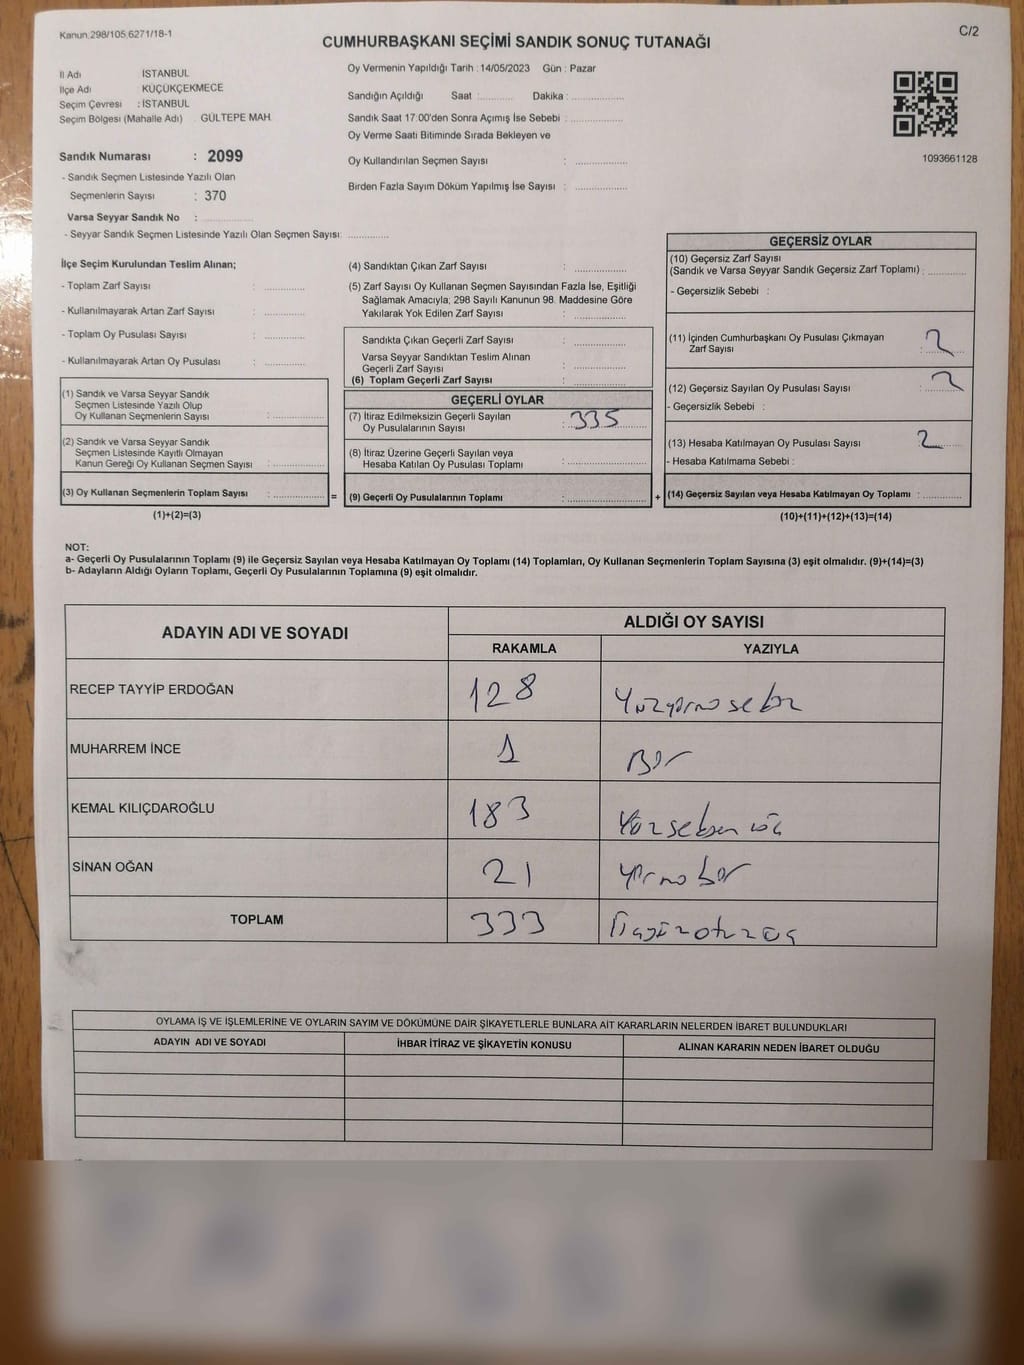 Kanun 298/105,6271/18-1
C/2
CUMHURBAŞKANI SEÇİMİ SANDIK SONUÇ TUTANAĞI
İl Adı İSTANBUL
İlçe Adı KÜÇÜKÇEKMECE
Seçim Çevresi : İSTANBUL
Seçim Bölgesi (Mahalle Adı) GÜLTEPE MAH.
Sandık Numarası : 2099
- Sandık Seçmen Listesinde Yazılı Olan
Seçmenlerin Sayısı : 370
Varsa Seyyar Sandık No :
- Seyyar Sandık Seçmen Listesinde Yazılı Olan Seçmen Sayısı:
Oy Vermenin Yapıldığı Tarih : 14/05/2023 Gün : Pazar
Sandığın Açıldığı Saat : Dakika :
Sandık Saat 17:00'den Sonra Açılmış İse Sebebi :
Oy Verme Saati Bitiminde Sırada Bekleyen ve
Oy Kullandırılan Seçmen Sayısı :
Birden Fazla Sayım Döküm Yapılmış İse Sayısı :
1093661128
İlçe Seçim Kurulundan Teslim Alınan;
- Toplam Zarf Sayısı :
- Kullanılmayarak Artan Zarf Sayısı :
- Toplam Oy Pusulası Sayısı :
- Kullanılmayarak Artan Oy Pusulası :
(1) Sandık ve Varsa Seyyar Sandık
Seçmen Listesinde Yazılı Olup
Oy Kullanan Seçmenlerin Sayısı :
(2) Sandık ve Varsa Seyyar Sandık
Seçmen Listesinde Kayıtlı Olmayan
Kanun Gereği Oy Kullanan Seçmen Sayısı :
(3) Oy Kullanan Seçmenlerin Toplam Sayısı :
(1)+(2)=(3)
(4) Sandıktan Çıkan Zarf Sayısı :
(5) Zarf Sayısı Oy Kullanan Seçmen Sayısından Fazla İse, Eşitliği
Sağlamak Amacıyla; 298 Sayılı Kanunun 98. Maddesine Göre
Yakılarak Yok Edilen Zarf Sayısı :
Sandıkta Çıkan Geçerli Zarf Sayısı :
Varsa Seyyar Sandıktan Teslim Alınan
Geçerli Zarf Sayısı :
(6) Toplam Geçerli Zarf Sayısı :
GEÇERLİ OYLAR
(7) İtiraz Edilmeksizin Geçerli Sayılan
Oy Pusulalarının Sayısı : 335
(8) İtiraz Üzerine Geçerli Sayılan veya
Hesaba Katılan Oy Pusulası Toplamı :
= (9) Geçerli Oy Pusulalarının Toplamı :
GEÇERSİZ OYLAR
(10) Geçersiz Zarf Sayısı
(Sandık ve Varsa Seyyar Sandık Geçersiz Zarf Toplamı) :
- Geçersizlik Sebebi :
(11) İçinden Cumhurbaşkanı Oy Pusulası Çıkmayan
Zarf Sayısı : 2
(12) Geçersiz Sayılan Oy Pusulası Sayısı : 2
- Geçersizlik Sebebi :
(13) Hesaba Katılmayan Oy Pusulası Sayısı : 2
- Hesaba Katılmama Sebebi :
+ (14) Geçersiz Sayılan veya Hesaba Katılmayan Oy Toplamı :
(10)+(11)+(12)+(13)=(14)
NOT:
a- Geçerli Oy Pusulalarının Toplamı (9) ile Geçersiz Sayılan veya Hesaba Katılmayan Oy Toplamı (14) Toplamları, Oy Kullanan Seçmenlerin Toplam Sayısına (3) eşit olmalıdır. (9)+(14)=(3)
b- Adayların Aldığı Oyların Toplamı, Geçerli Oy Pusulalarının Toplamına (9) eşit olmalıdır.
ADAYIN ADI VE SOYADI ALDIĞI OY SAYISI
RAKAMLA YAZIYLA
RECEP TAYYİP ERDOĞAN 128 Yüzyirmisekiz
MUHARREM İNCE 1 Bir
KEMAL KILIÇDAROĞLU 183 Yüzseksen üç
SİNAN OĞAN 21 Yirmibir
TOPLAM 333 Üçyüzotuzüç
OYLAMA İŞ VE İŞLEMLERİNE VE OYLARIN SAYIM VE DÖKÜMÜNE DAİR ŞİKAYETLERLE BUNLARA AİT KARARLARIN NELERDEN İBARET BULUNDUKLARI
ADAYIN ADI VE SOYADI İHBAR İTİRAZ VE ŞİKAYETİN KONUSU ALINAN KARARIN NEDEN İBARET OLDUĞU